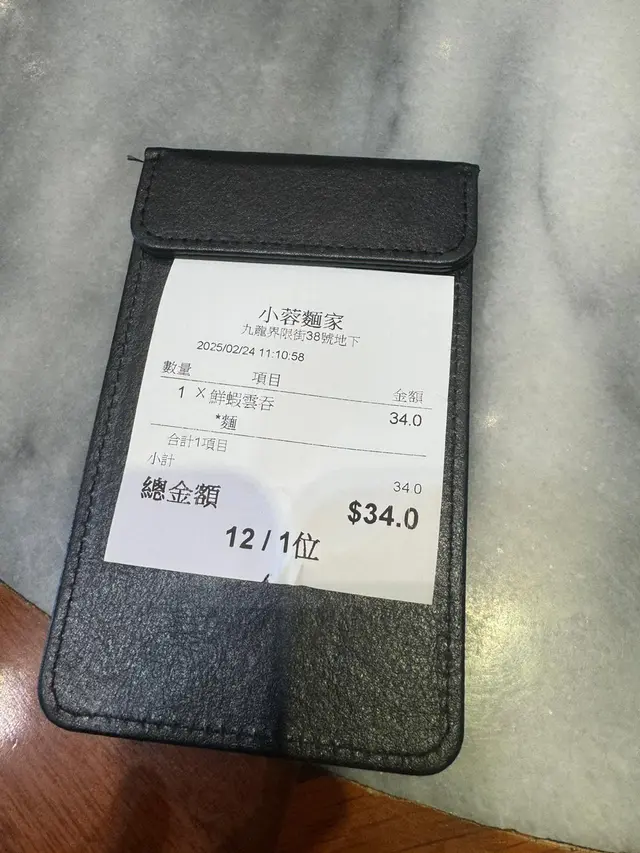 小蓉麵家
九龍界限街38號地下
2025/02/24 11:10:58
數量 項目 金額
1 X 鮮蝦雲吞 34.0
*麵
合計1項目
小計 34.0
總金額 $34.0
12 / 1位